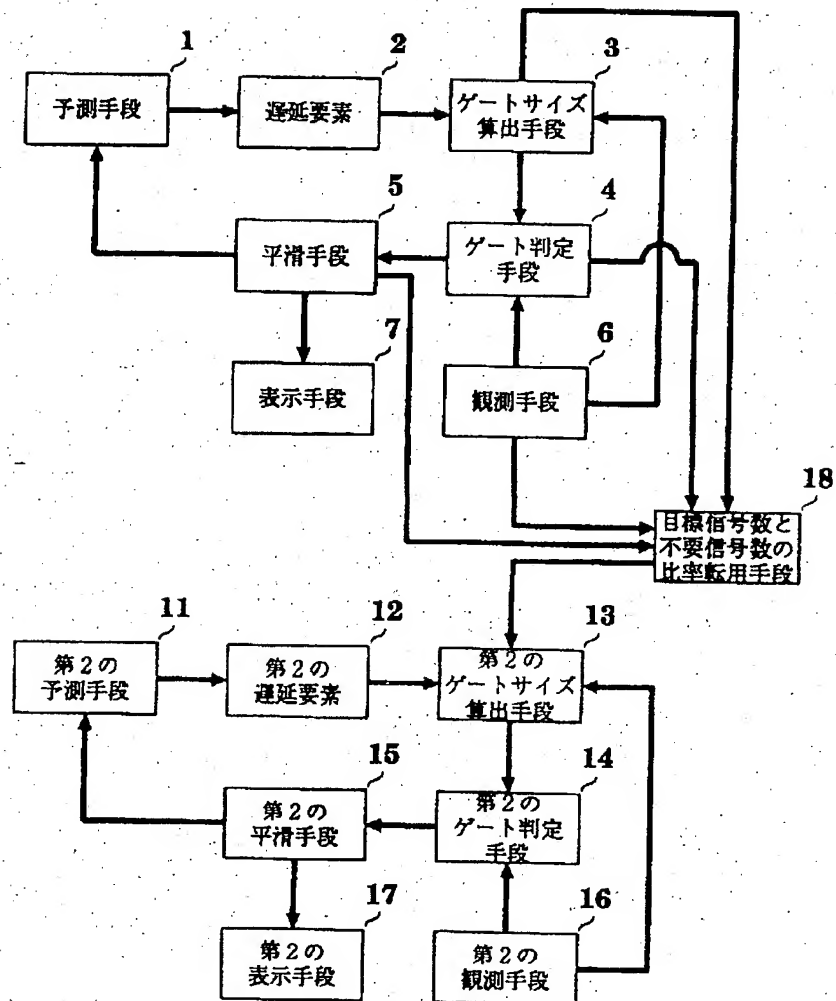 1
予測手段
2
遅延要素
3
ゲートサイズ
算出手段
5
平滑手段
4
ゲート判定
手段
7
表示手段
6
観測手段
18
目標信号数と
不要信号数の
比率転用手段
11
第2の
予測手段
12
第2の
遅延要素
13
第2の
ゲートサイズ
算出手段
15
第2の
平滑手段
14
第2の
ゲート判定
手段
17
第2の
表示手段
16
第2の
観測手段